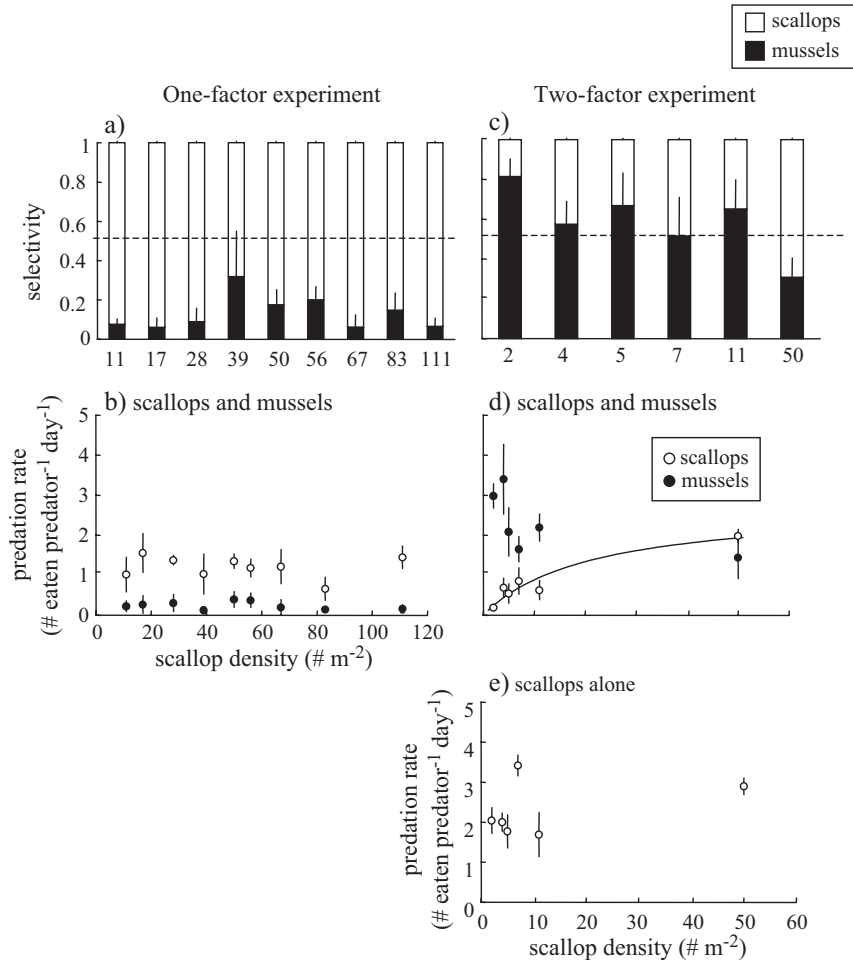 scallops
mussels
One-factor experiment
Two-factor experiment
a)
c)
selectivity
1
0.8
0.6
0.4
0.2
0
11 17 28 39 50 56 67 83 111
2 4 5 7 11 50
b) scallops and mussels
d) scallops and mussels
predation rate
(# eaten predator⁻¹ day⁻¹)
5
4
3
2
1
0
scallops
mussels
0 20 40 60 80 100 120
scallop density (# m⁻²)
e) scallops alone
predation rate
(# eaten predator⁻¹ day⁻¹)
5
4
3
2
1
0
0 10 20 30 40 50 60
scallop density (# m⁻²)